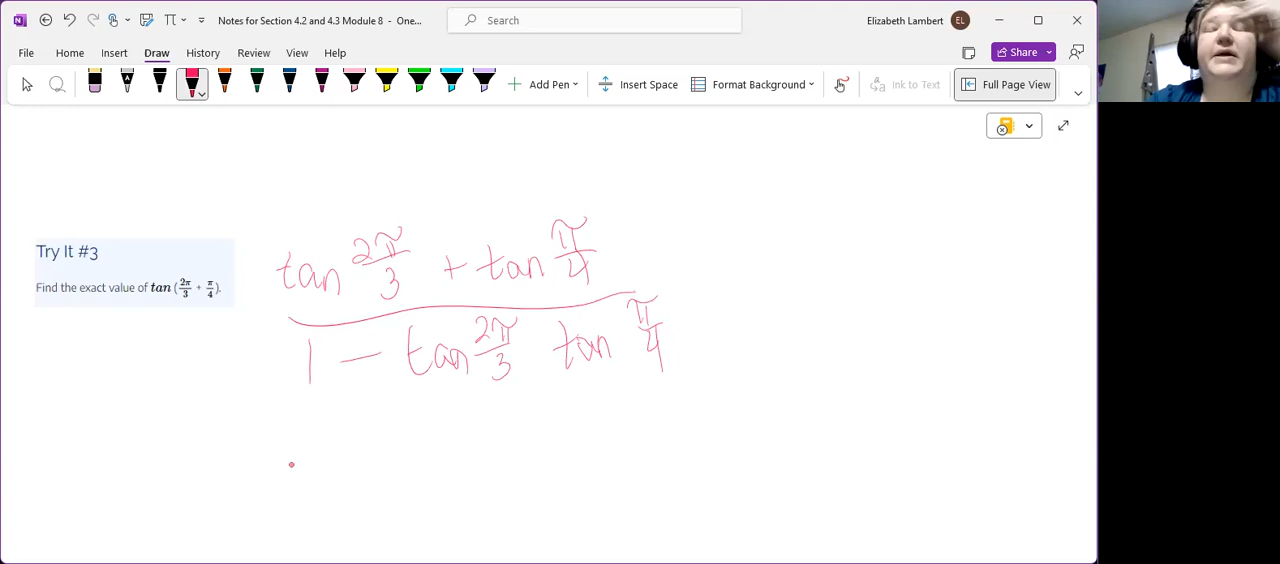 Notes for Section 4.2 and 4.3 Module 8 - One...
Search
Elizabeth Lambert
EL
File Home Insert Draw History Review View Help
Share
Add Pen
Insert Space
Format Background
Ink to Text
Full Page View
Try It #3
Find the exact value of tan (2π/3 + π/4).
tan 2π/3 + tan π/4
1 - tan 2π/3 tan π/4